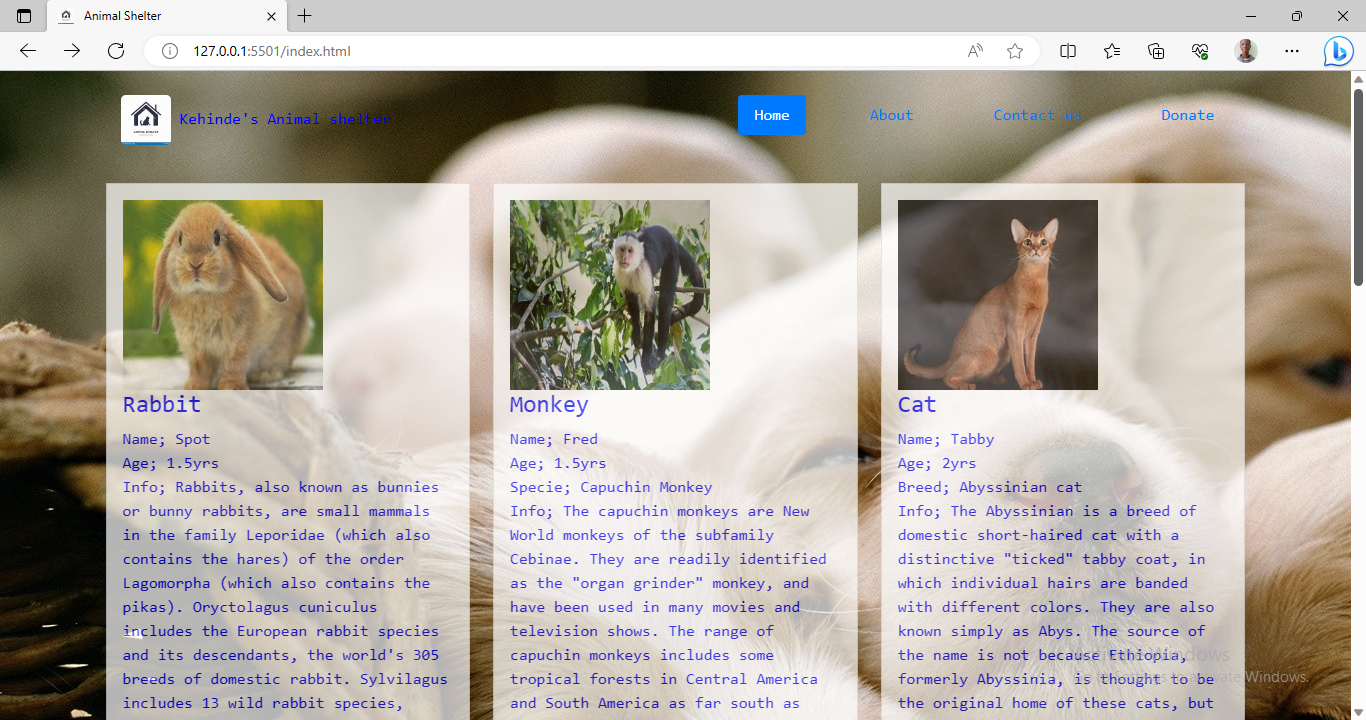 Animal Shelter
127.0.0.1:5501/index.html
Kehinde's Animal shelter
Home
About
Contact us
Donate
Rabbit
Name; Spot
Age; 1.5yrs
Info; Rabbits, also known as bunnies
or bunny rabbits, are small mammals
in the family Leporidae (which also
contains the hares) of the order
Lagomorpha (which also contains the
pikas). Oryctolagus cuniculus
includes the European rabbit species
and its descendants, the world's 305
breeds of domestic rabbit. Sylvilagus
includes 13 wild rabbit species,
Monkey
Name; Fred
Age; 1.5yrs
Specie; Capuchin Monkey
Info; The capuchin monkeys are New
World monkeys of the subfamily
Cebinae. They are readily identified
as the "organ grinder" monkey, and
have been used in many movies and
television shows. The range of
capuchin monkeys includes some
tropical forests in Central America
and South America as far south as
Cat
Name; Tabby
Age; 2yrs
Breed; Abyssinian cat
Info; The Abyssinian is a breed of
domestic short-haired cat with a
distinctive "ticked" tabby coat, in
which individual hairs are banded
with different colors. They are also
known simply as Abys. The source of
the name is not because Ethiopia,
formerly Abyssinia, is thought to be
the original home of these cats, but
Activate Windows
Go to Settings to activate Windows.